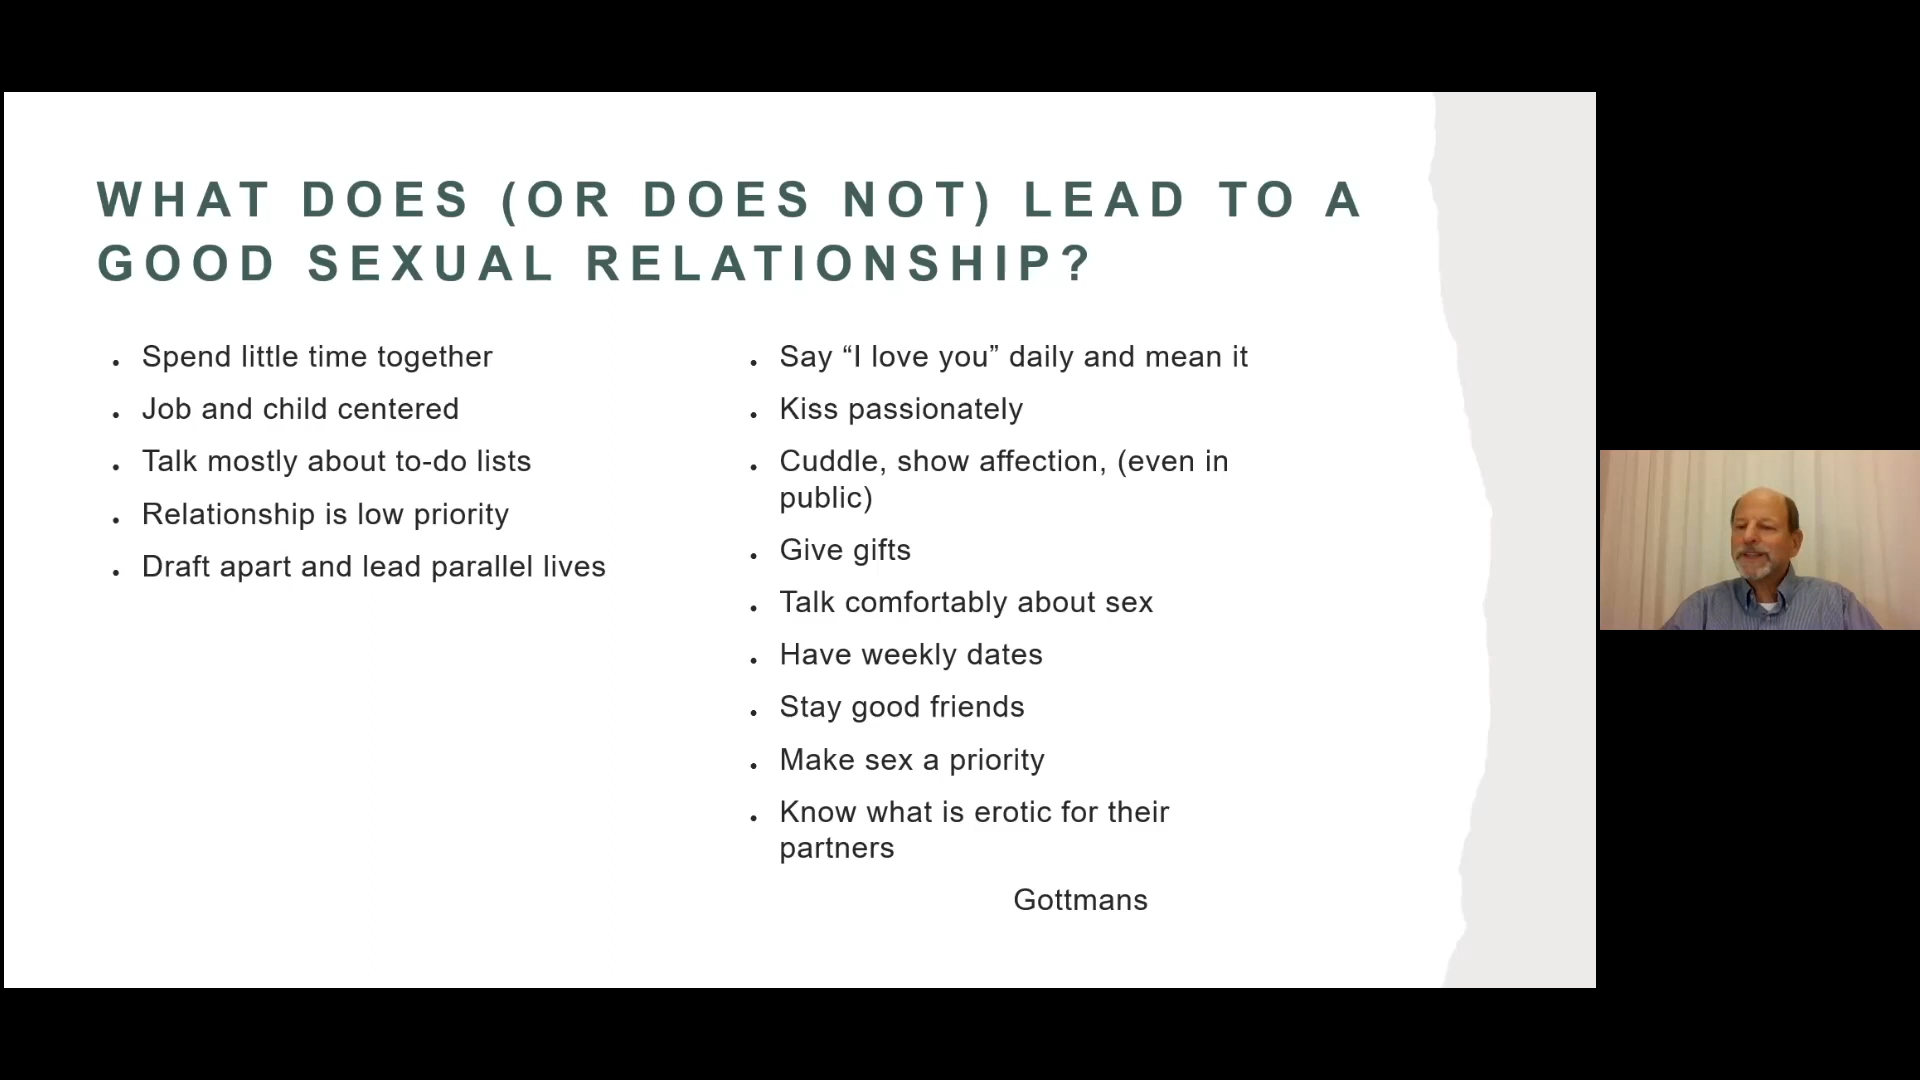 WHAT DOES (OR DOES NOT) LEAD TO A
GOOD SEXUAL RELATIONSHIP?
• Spend little time together
• Job and child centered
• Talk mostly about to-do lists
• Relationship is low priority
• Draft apart and lead parallel lives
• Say “I love you” daily and mean it
• Kiss passionately
• Cuddle, show affection, (even in
public)
• Give gifts
• Talk comfortably about sex
• Have weekly dates
• Stay good friends
• Make sex a priority
• Know what is erotic for their
partners
Gottmans